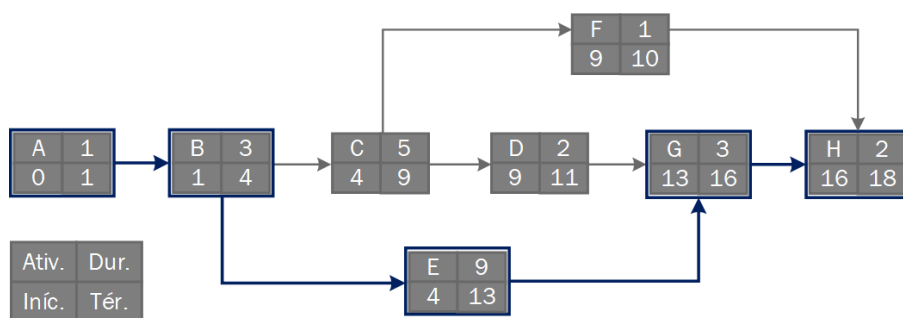 F 1
9 10
A 1
0 1
B 3
1 4
C 5
4 9
D 2
9 11
G 3
13 16
H 2
16 18
E 9
4 13
Ativ. Dur.
Iníc. Tér.